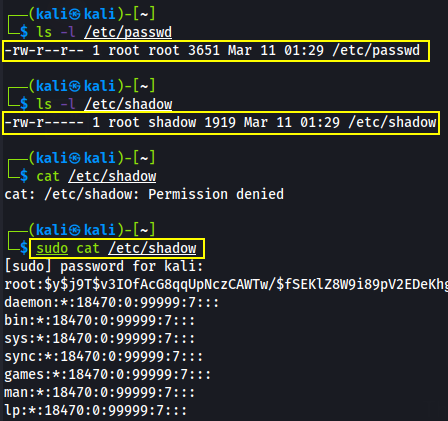 ┌──(kali㉿kali)-[~]
└─$ ls -l /etc/passwd
-rw-r--r-- 1 root root 3651 Mar 11 01:29 /etc/passwd
┌──(kali㉿kali)-[~]
└─$ ls -l /etc/shadow
-rw-r----- 1 root shadow 1919 Mar 11 01:29 /etc/shadow
┌──(kali㉿kali)-[~]
└─$ cat /etc/shadow
cat: /etc/shadow: Permission denied
┌──(kali㉿kali)-[~]
└─$ sudo cat /etc/shadow
[sudo] password for kali:
root:$y$j9T$v3IOfAcG8qqUpNczCAWTw/$fSEKlZ8W9i89pV2EDeKhg
daemon:*:18470:0:99999:7:::
bin:*:18470:0:99999:7:::
sys:*:18470:0:99999:7:::
sync:*:18470:0:99999:7:::
games:*:18470:0:99999:7:::
man:*:18470:0:99999:7:::
lp:*:18470:0:99999:7:::